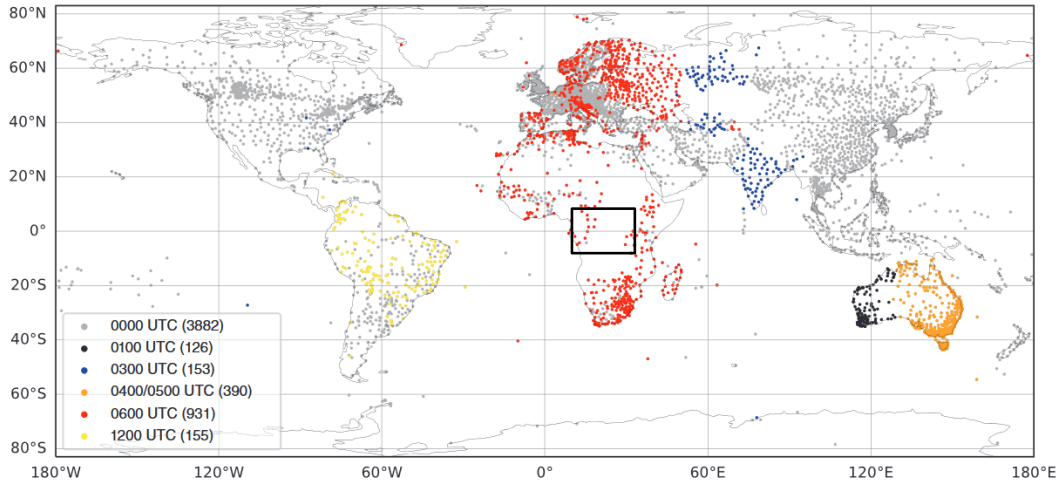 80°N
60°N
40°N
20°N
0°
20°S
40°S
60°S
80°S
0000 UTC (3882)
0100 UTC (126)
0300 UTC (153)
0400/0500 UTC (390)
0600 UTC (931)
1200 UTC (155)
180°W
120°W
60°W
0°
60°E
120°E
180°E